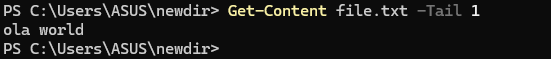 PS C:\Users\ASUS\newdir> Get-Content file.txt -Tail 1
ola world
PS C:\Users\ASUS\newdir>